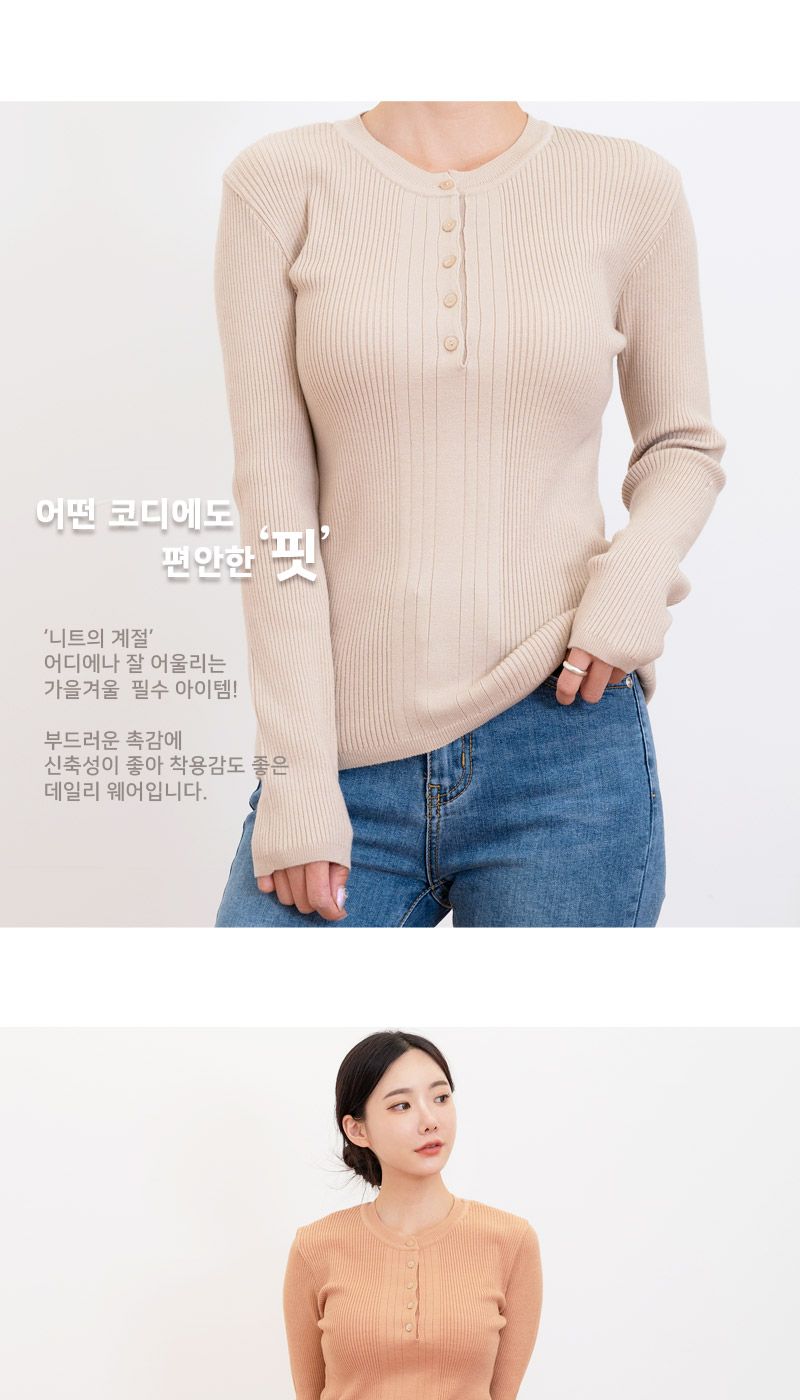 어떤 코디에도
편안한 ‘핏’
‘니트의 계절’
어디에나 잘 어울리는
가을겨울 필수 아이템!
부드러운 촉감에
신축성이 좋아 착용감도 좋은
데일리 웨어입니다.